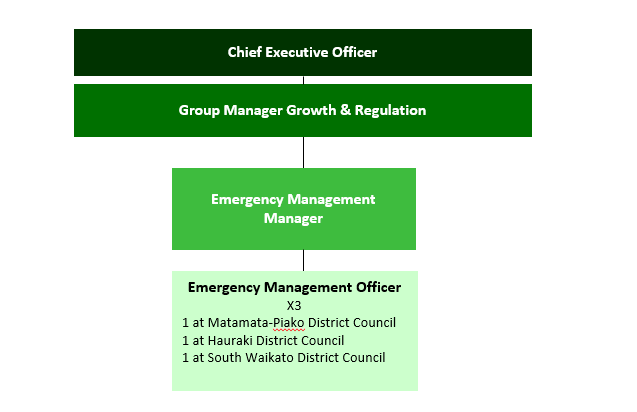 Chief Executive Officer
Group Manager Growth & Regulation
Emergency Management
Manager
Emergency Management Officer
X3
1 at Matamata-Piako District Council
1 at Hauraki District Council
1 at South Waikato District Council